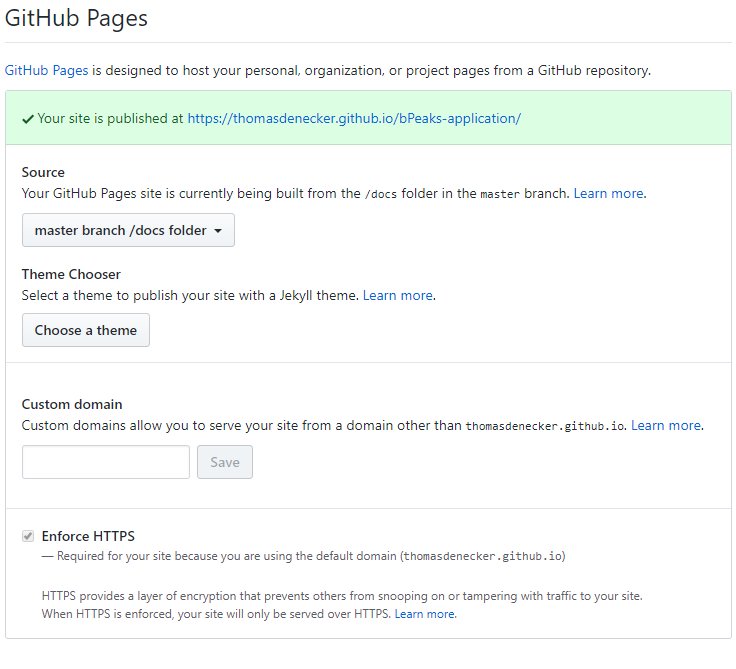 GitHub Pages
GitHub Pages is designed to host your personal, organization, or project pages from a GitHub repository.
Your site is published at https://thomasdenecker.github.io/bPeaks-application/
Source
Your GitHub Pages site is currently being built from the /docs folder in the master branch. Learn more.
master branch /docs folder
Theme Chooser
Select a theme to publish your site with a Jekyll theme. Learn more.
Choose a theme
Custom domain
Custom domains allow you to serve your site from a domain other than thomasdenecker.github.io. Learn more.
Save
Enforce HTTPS
— Required for your site because you are using the default domain (thomasdenecker.github.io)
HTTPS provides a layer of encryption that prevents others from snooping on or tampering with traffic to your site.
When HTTPS is enforced, your site will only be served over HTTPS. Learn more.